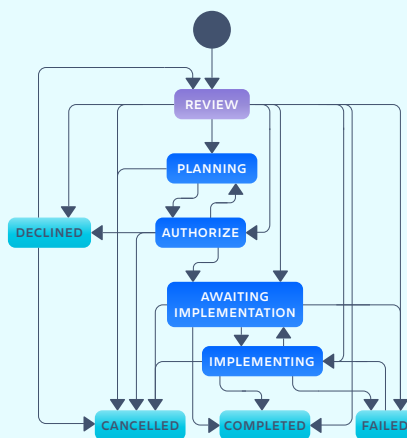 REVIEW
PLANNING
DECLINED
AUTHORIZE
AWAITING
IMPLEMENTATION
IMPLEMENTING
CANCELLED
COMPLETED
FAILED